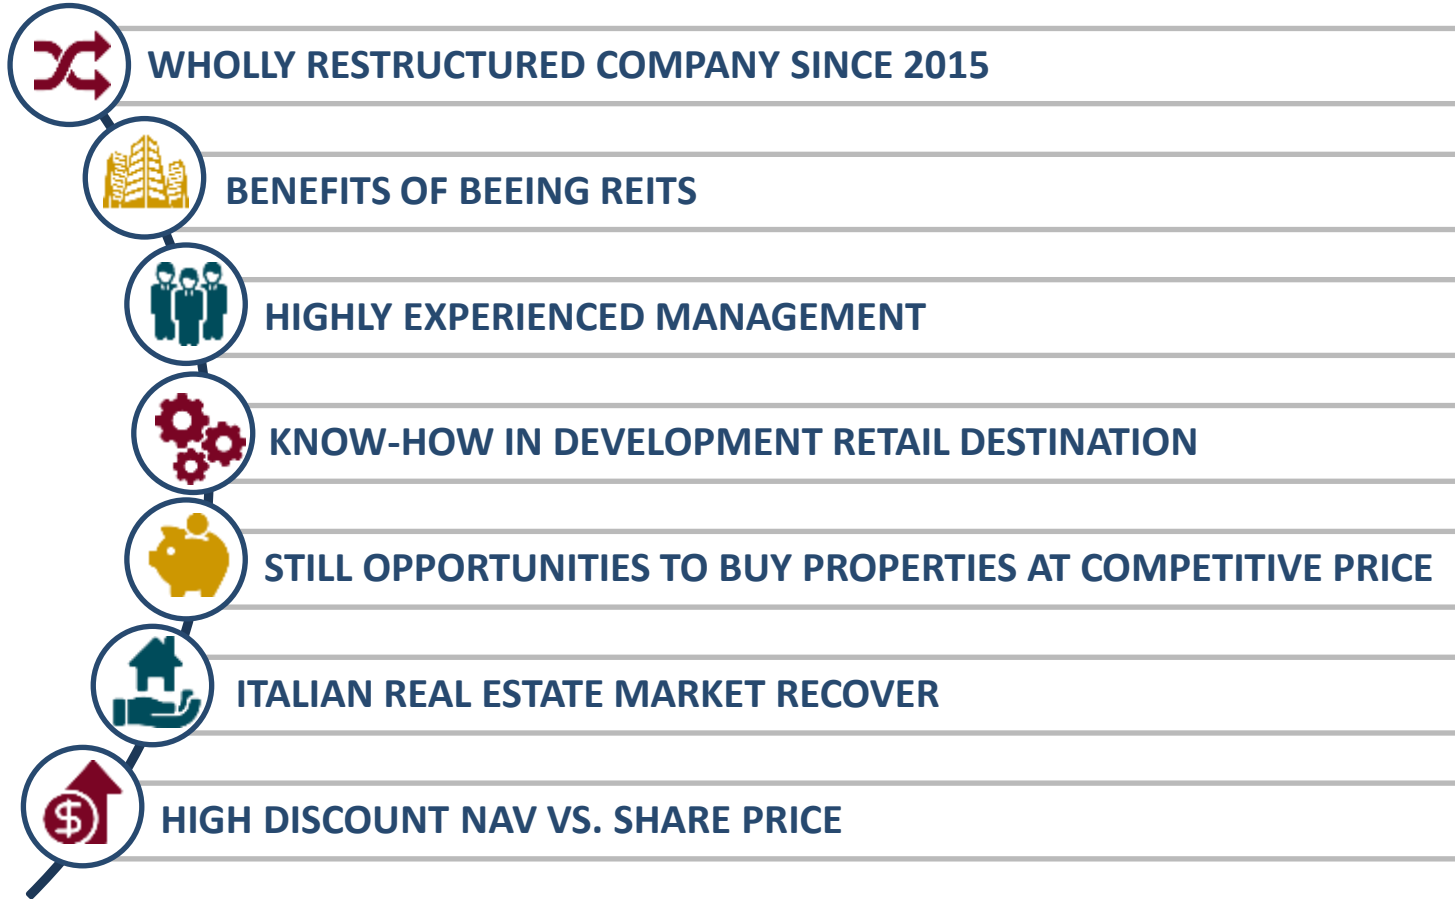 WHOLLY RESTRUCTURED COMPANY SINCE 2015
BENEFITS OF BEEING REITS
HIGHLY EXPERIENCED MANAGEMENT
KNOW-HOW IN DEVELOPMENT RETAIL DESTINATION
STILL OPPORTUNITIES TO BUY PROPERTIES AT COMPETITIVE PRICE
ITALIAN REAL ESTATE MARKET RECOVER
$
HIGH DISCOUNT NAV VS. SHARE PRICE